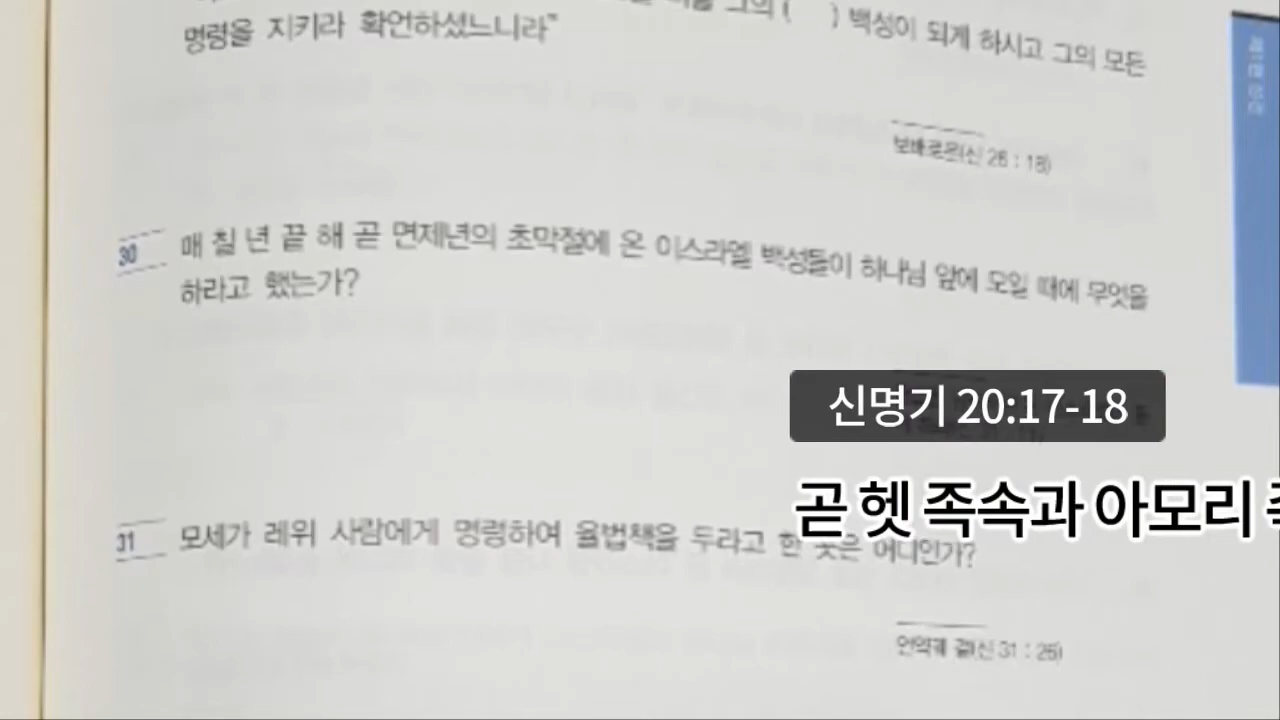 그의 ( ) 백성이 되게 하시고 그의 모든
명령을 지키라 확언하셨느니라"
보배로운(신 26 : 18)
30 매 칠 년 끝 해 곧 면제년의 초막절에 온 이스라엘 백성들이 하나님 앞에 모일 때에 무엇을
하라고 했는가?
신명기 20:17-18
곧 헷 족속과 아모리
31 모세가 레위 사람에게 명령하여 율법책을 두라고 한 곳은 어디인가?
언약궤 곁(신 31 : 26)